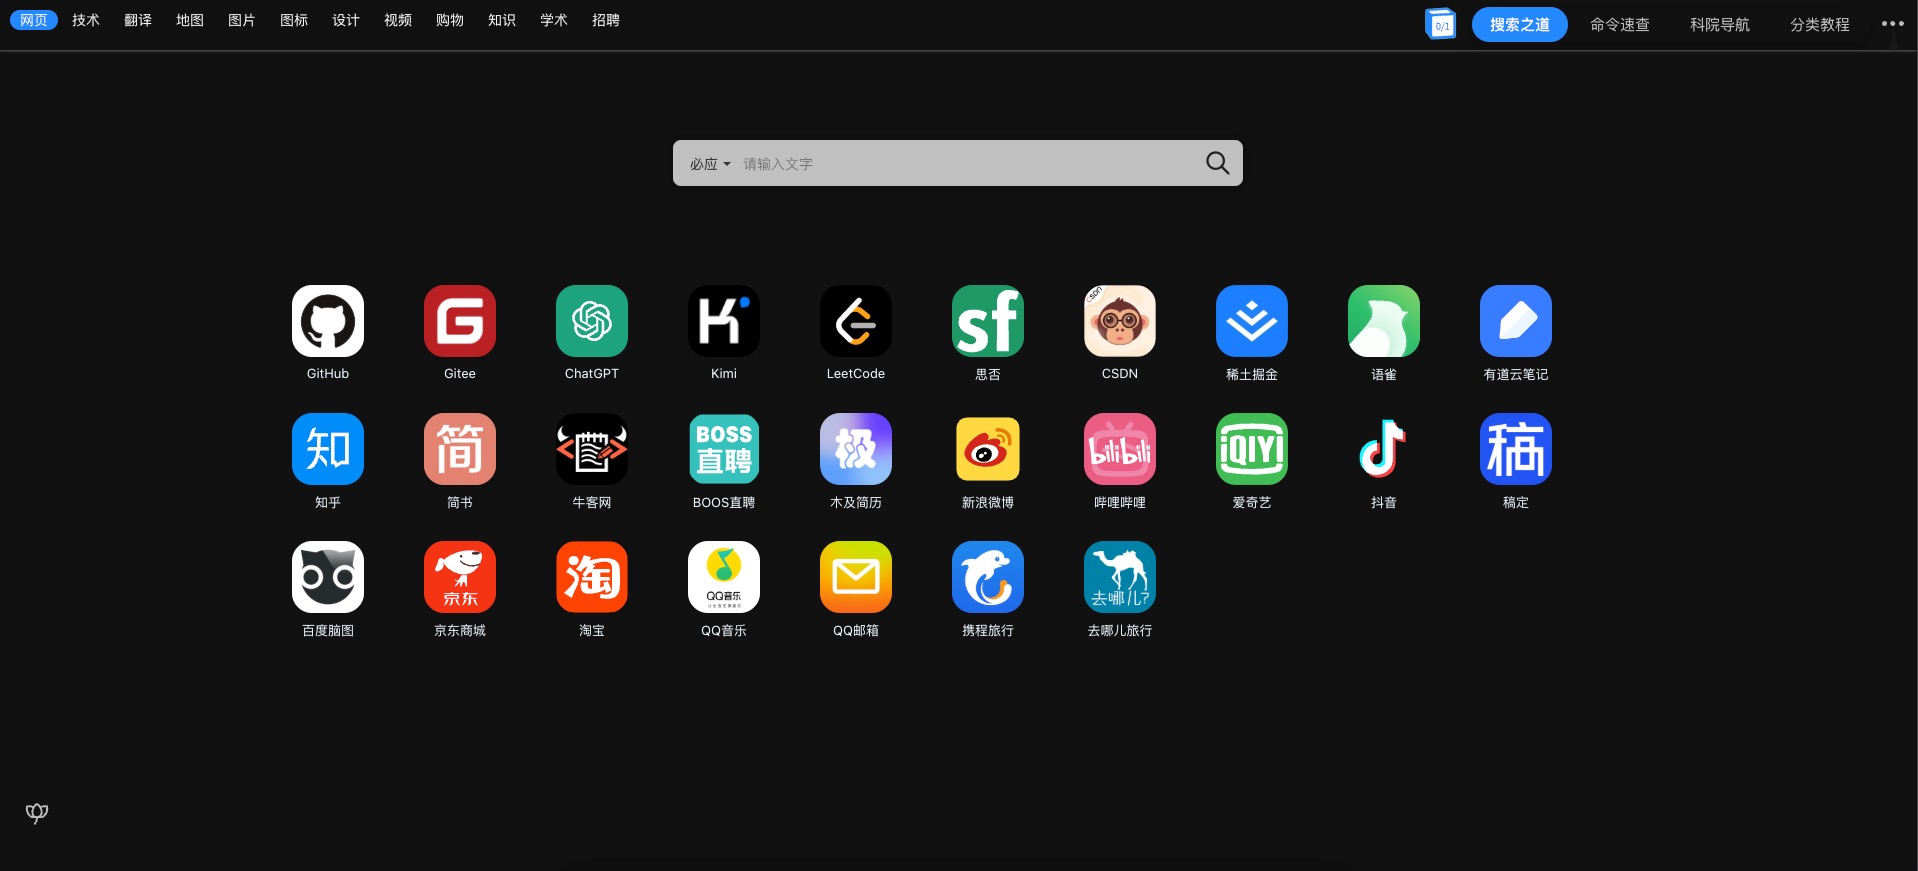 网页 技术 翻译 地图 图片 图标 设计 视频 购物 知识 学术 招聘
0/1 搜索之道 命令速查 科院导航 分类教程
必应 请输入文字
sf CSDN
GitHub Gitee ChatGPT Kimi LeetCode 思否 CSDN 稀土掘金 语雀 有道云笔记
知 简 BOSS直聘 极 bilibili iQIYI 稿
知乎 简书 牛客网 BOOS直聘 木及简历 新浪微博 哔哩哔哩 爱奇艺 抖音 稿定
京东 淘 QQ音乐 去哪儿?
百度脑图 京东商城 淘宝 QQ音乐 QQ邮箱 携程旅行 去哪儿旅行